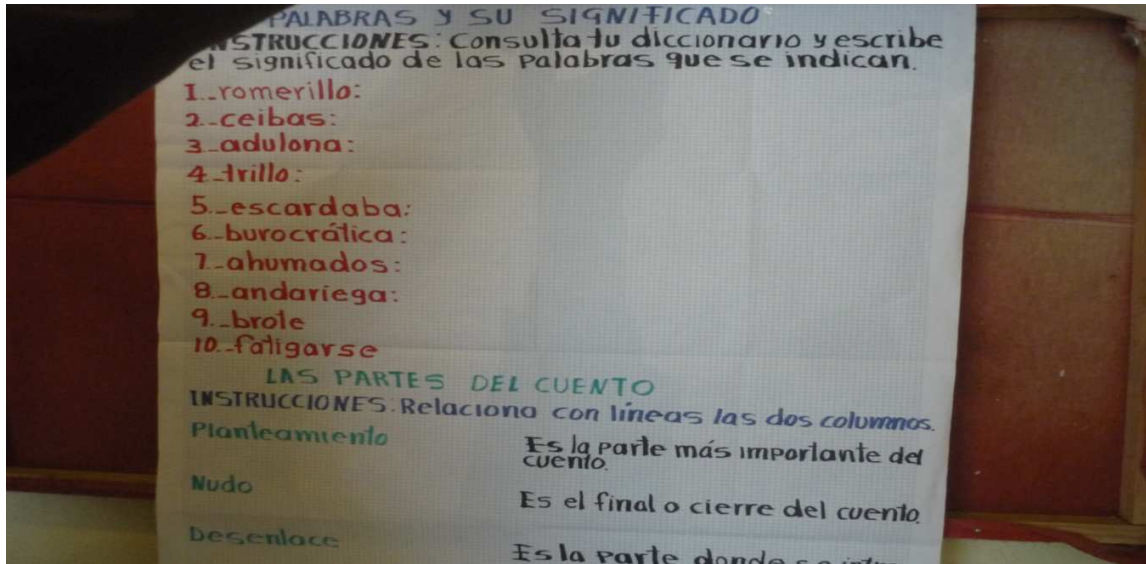 PALABRAS Y SU SIGNIFICADO
INSTRUCCIONES: Consulta tu diccionario y escribe
el significado de las palabras que se indican.
1.-romerillo:
2.-ceibas:
3.-adulona:
4.-trillo:
5.-escardaba:
6.-burocrática:
7.-ahumados:
8.-andariega:
9.-brote
10.-fatigarse
LAS PARTES DEL CUENTO
INSTRUCCIONES: Relaciona con líneas las dos columnas.
Planteamiento
Es la parte más importante del
cuento.
Nudo
Es el final o cierre del cuento.
Desenlace
Es la parte donde se